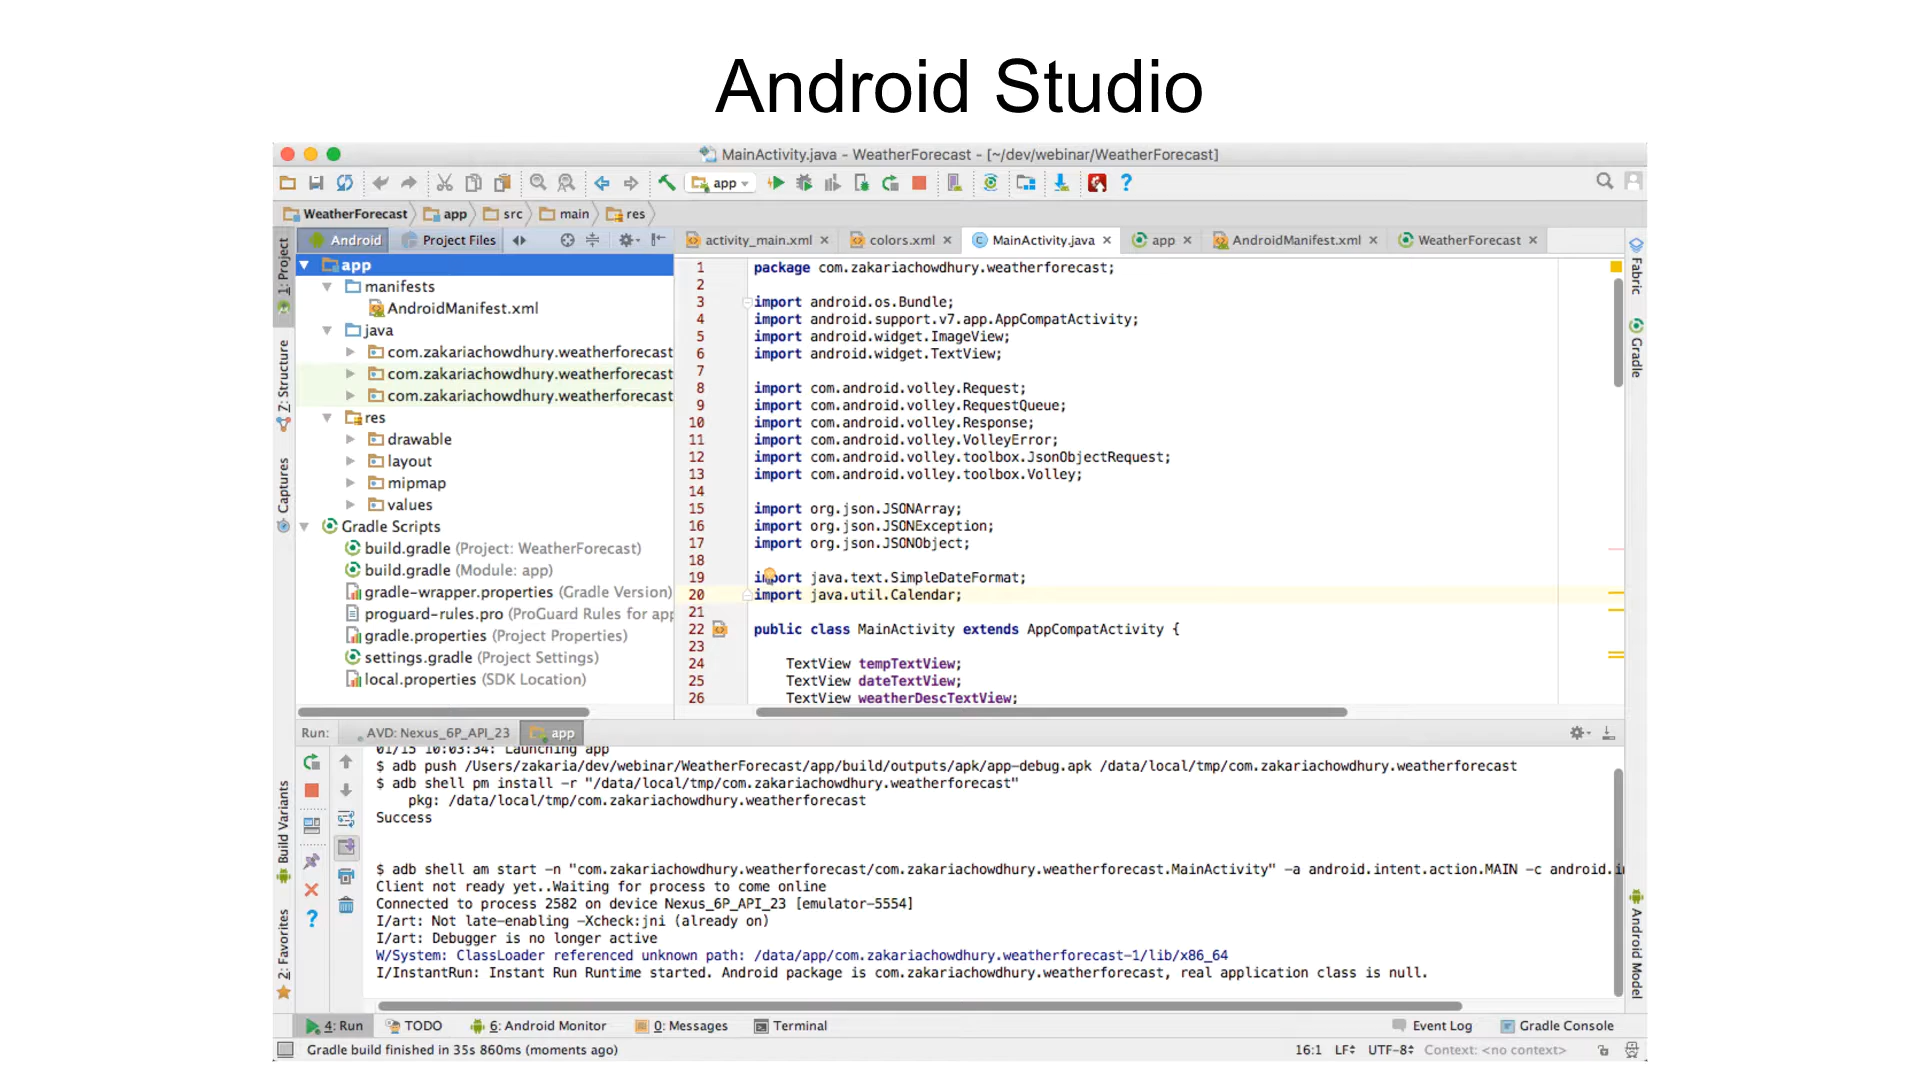 Android Studio
MainActivity.java - WeatherForecast - [~/dev/webinar/WeatherForecast]
app
WeatherForecast app src main res
Android Project Files
activity_main.xml colors.xml MainActivity.java app AndroidManifest.xml WeatherForecast
1: Project
Z: Structure
Captures
Build Variants
2: Favorites
app
manifests
AndroidManifest.xml
java
com.zakariachowdhury.weatherforecast
com.zakariachowdhury.weatherforecast
com.zakariachowdhury.weatherforecast
res
drawable
layout
mipmap
values
Gradle Scripts
build.gradle (Project: WeatherForecast)
build.gradle (Module: app)
gradle-wrapper.properties (Gradle Version)
proguard-rules.pro (ProGuard Rules for app
gradle.properties (Project Properties)
settings.gradle (Project Settings)
local.properties (SDK Location)
1 package com.zakariachowdhury.weatherforecast;
2
3 import android.os.Bundle;
4 import android.support.v7.app.AppCompatActivity;
5 import android.widget.ImageView;
6 import android.widget.TextView;
7
8 import com.android.volley.Request;
9 import com.android.volley.RequestQueue;
10 import com.android.volley.Response;
11 import com.android.volley.VolleyError;
12 import com.android.volley.toolbox.JsonObjectRequest;
13 import com.android.volley.toolbox.Volley;
14
15 import org.json.JSONArray;
16 import org.json.JSONException;
17 import org.json.JSONObject;
18
19 import java.text.SimpleDateFormat;
20 import java.util.Calendar;
21
22 public class MainActivity extends AppCompatActivity {
23
24 TextView tempTextView;
25 TextView dateTextView;
26 TextView weatherDescTextView;
Fabric
Gradle
Android Model
Run: AVD: Nexus_6P_API_23 app
01/15 10:03:34: Launching app
$ adb push /Users/zakaria/dev/webinar/WeatherForecast/app/build/outputs/apk/app-debug.apk /data/local/tmp/com.zakariachowdhury.weatherforecast
$ adb shell pm install -r "/data/local/tmp/com.zakariachowdhury.weatherforecast"
pkg: /data/local/tmp/com.zakariachowdhury.weatherforecast
Success
$ adb shell am start -n "com.zakariachowdhury.weatherforecast/com.zakariachowdhury.weatherforecast.MainActivity" -a android.intent.action.MAIN -c android.i
Client not ready yet..Waiting for process to come online
Connected to process 2582 on device Nexus_6P_API_23 [emulator-5554]
I/art: Not late-enabling -Xcheck:jni (already on)
I/art: Debugger is no longer active
W/System: ClassLoader referenced unknown path: /data/app/com.zakariachowdhury.weatherforecast-1/lib/x86_64
I/InstantRun: Instant Run Runtime started. Android package is com.zakariachowdhury.weatherforecast, real application class is null.
4: Run TODO 6: Android Monitor 0: Messages Terminal Event Log Gradle Console
Gradle build finished in 35s 860ms (moments ago) 16:1 LF UTF-8 Context: <no context>